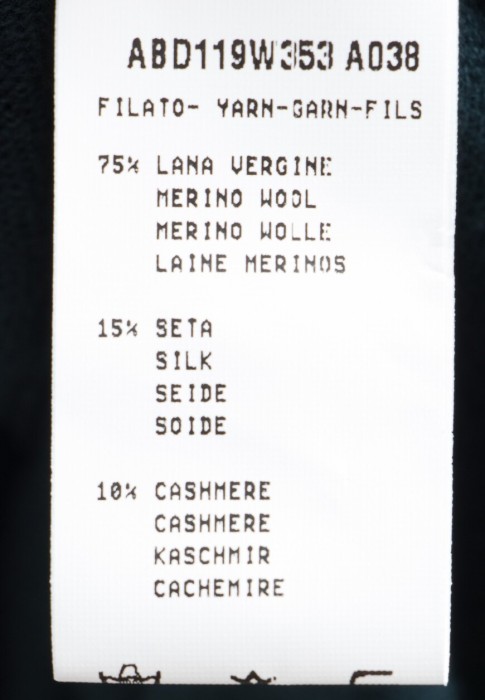 ABD119W353 A038
FILATO- YARN-GARN-FILS
75% LANA VERGINE
MERINO WOOL
MERINO WOLLE
LAINE MERINOS
15% SETA
SILK
SEIDE
SOIDE
10% CASHMERE
CASHMERE
KASCHMIR
CACHEMIRE